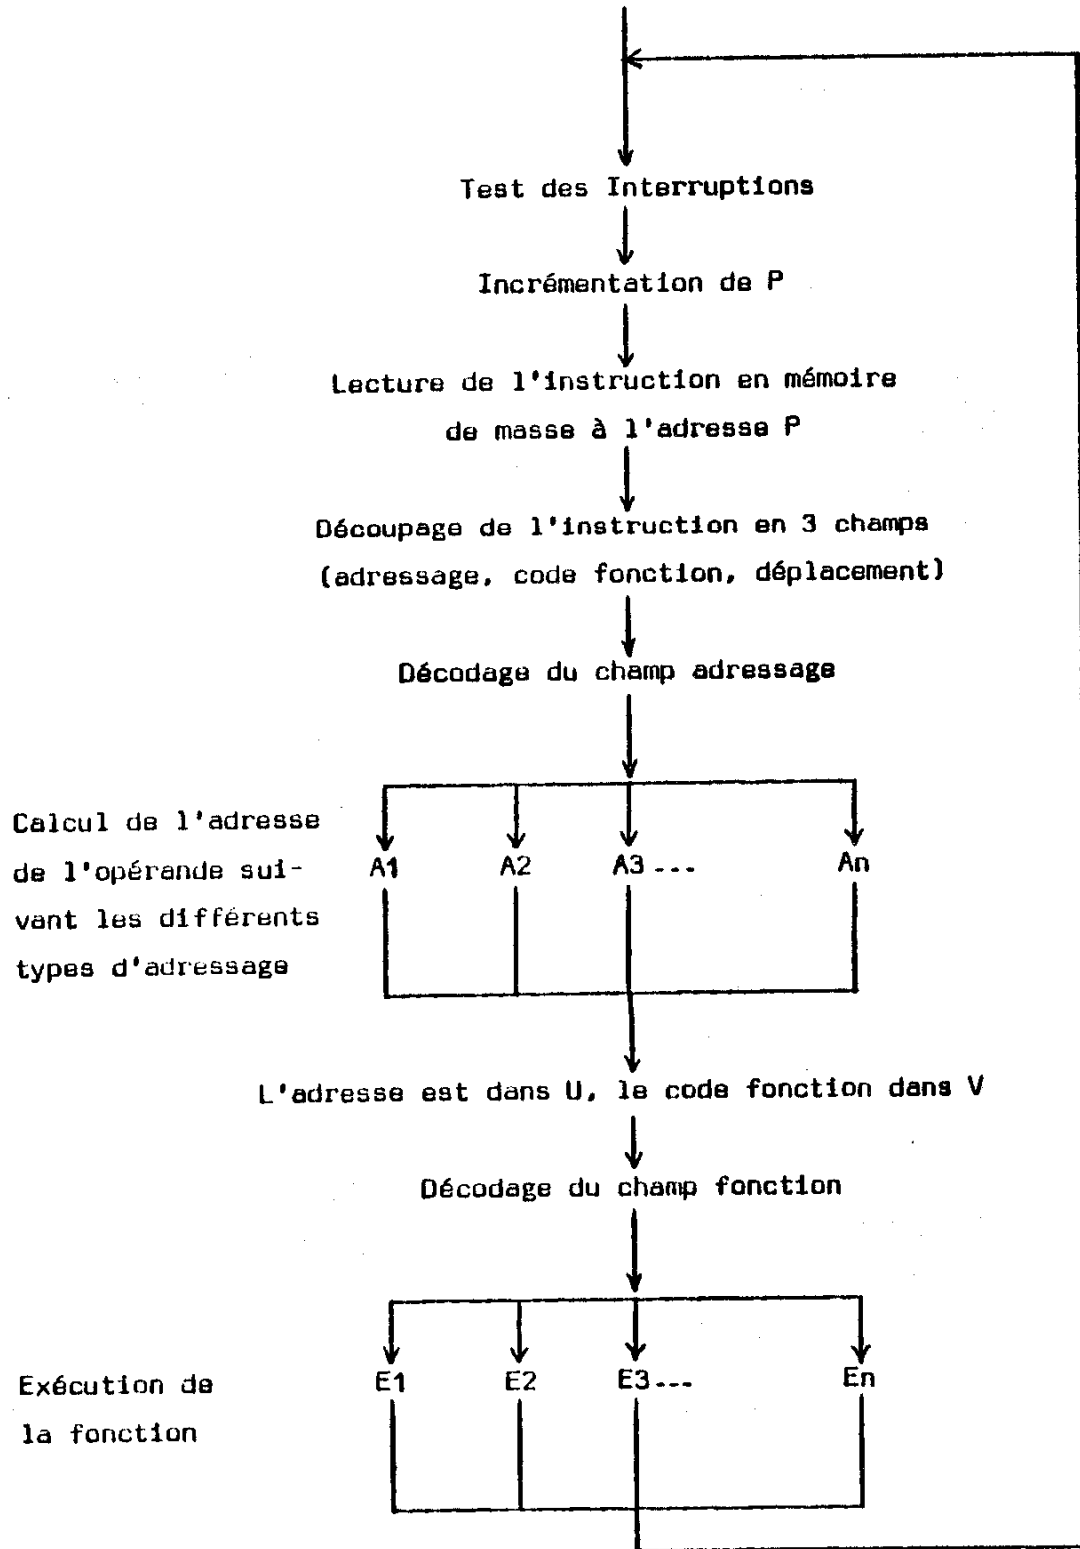 Test des Interruptions
Incrémentation de P
Lecture de l'instruction en mémoire
de masse à l'adresse P
Découpage de l'instruction en 3 champs
(adressage, code fonction, déplacement)
Décodage du champ adressage
Calcul de l'adresse
de l'opérande sui-
vant les différents
types d'adressage
A1 A2 A3... An
L'adresse est dans U, le code fonction dans V
Décodage du champ fonction
Exécution de
la fonction
E1 E2 E3... En